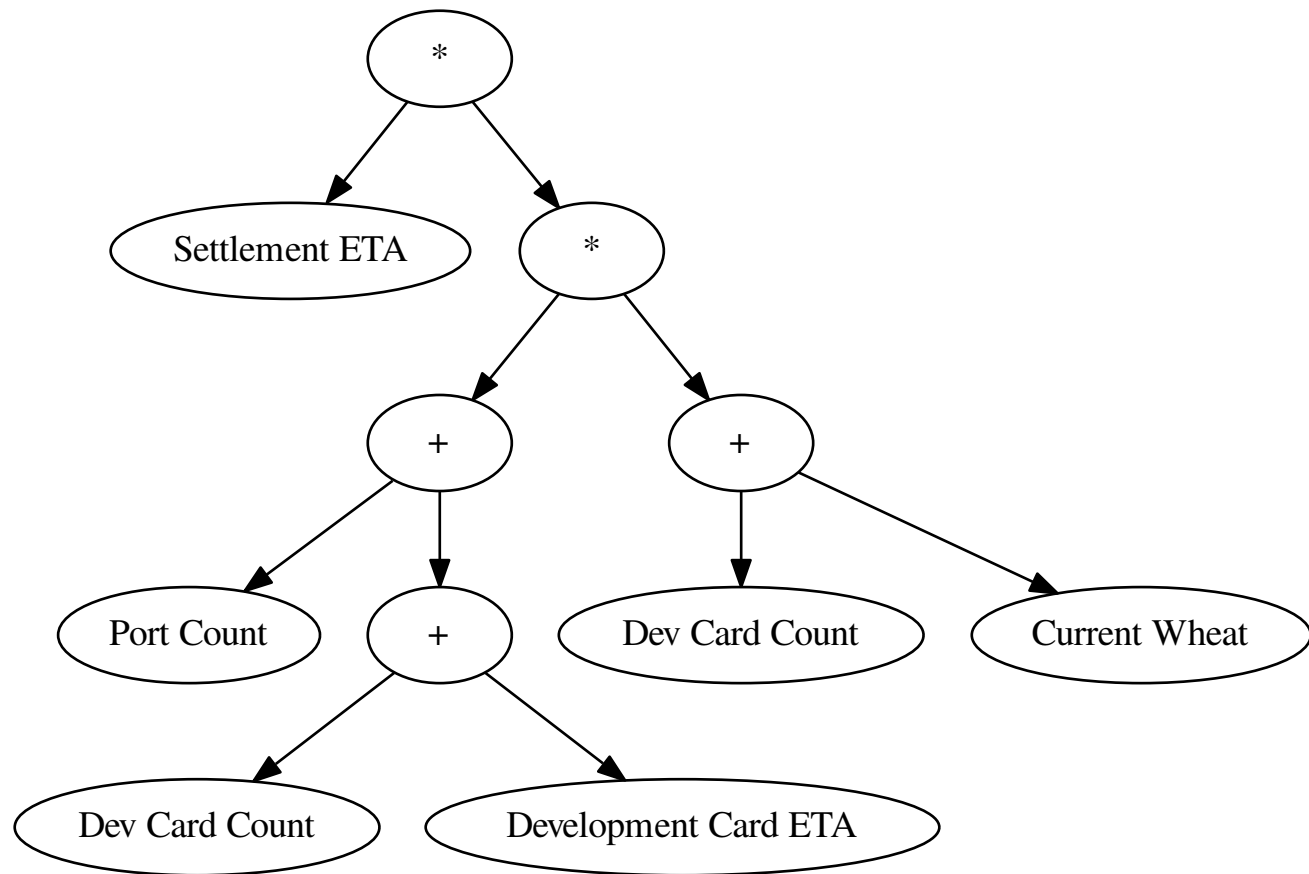 *
Settlement ETA
*
+
+
Port Count
+
Dev Card Count
Current Wheat
Dev Card Count
Development Card ETA